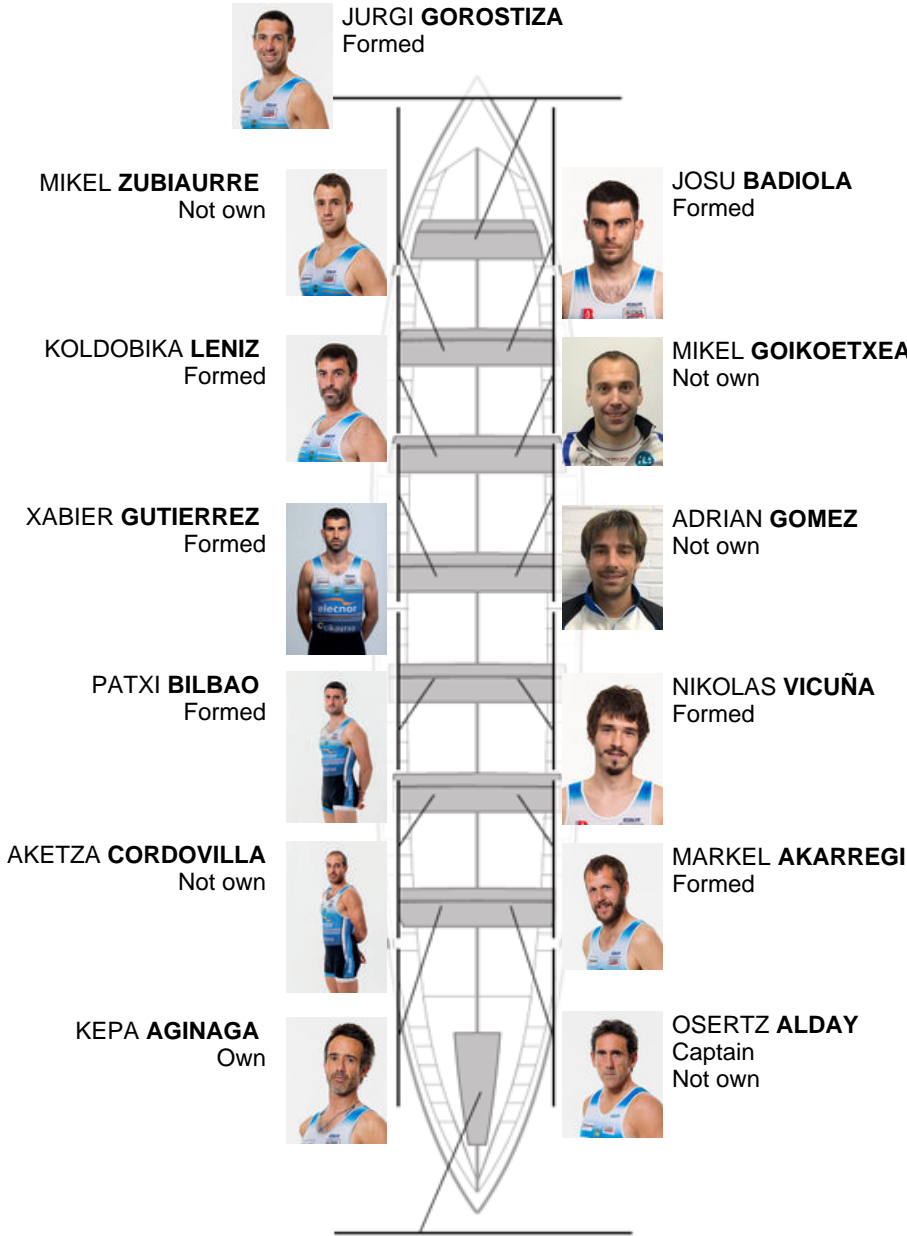 JURGI GOROSTIZA
Formed
MIKEL ZUBIAURRE
Not own
JOSU BADIOLA
Formed
KOLDOBIKA LENIZ
Formed
MIKEL GOIKOETXEA
Not own
XABIER GUTIERREZ
Formed
elecnor
cikautxo
ADRIAN GOMEZ
Not own
PATXI BILBAO
Formed
NIKOLAS VICUÑA
Formed
AKETZA CORDOVILLA
Not own
MARKEL AKARREGI
Formed
KEPA AGINAGA
Own
OSERTZ ALDAY
Captain
Not own